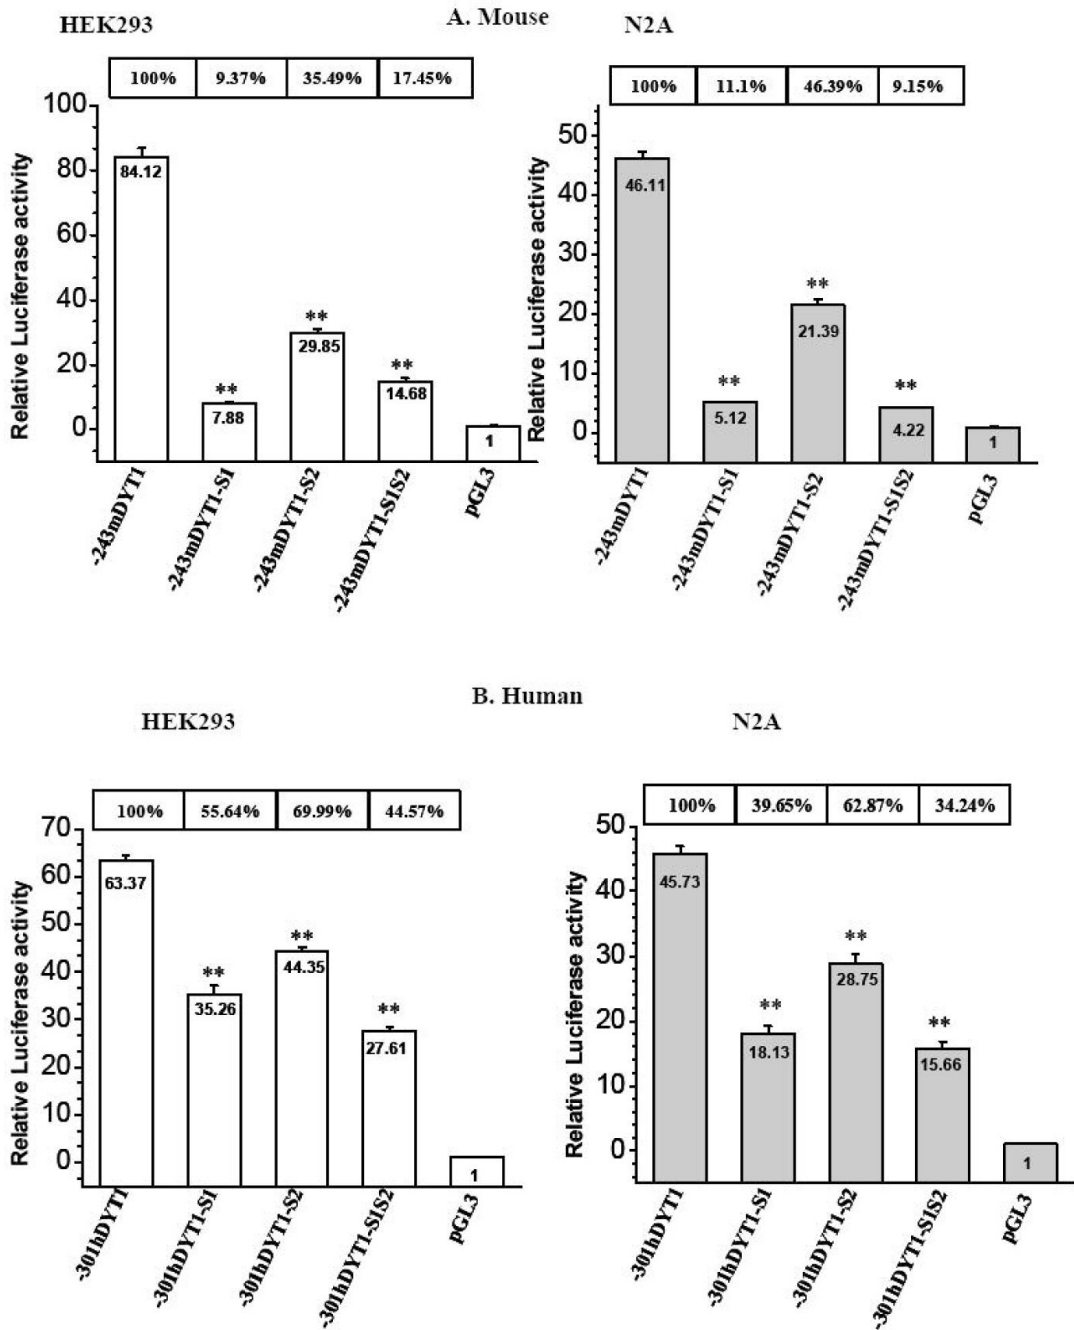 A. Mouse
HEK293
100% 9.37% 35.49% 17.45%
Relative Luciferase activity
100
80
60
40
20
0
84.12
**
7.88
**
29.85
**
14.68
1
-243mDYT1
-243mDYT1-S1
-243mDYT1-S2
-243mDYT1-S1S2
pGL3
N2A
100% 11.1% 46.39% 9.15%
Relative Luciferase activity
50
40
30
20
10
0
46.11
**
5.12
**
21.39
**
4.22
1
-243mDYT1
-243mDYT1-S1
-243mDYT1-S2
-243mDYT1-S1S2
pGL3
B. Human
HEK293
100% 55.64% 69.99% 44.57%
Relative Luciferase activity
70
60
50
40
30
20
10
0
63.37
**
35.26
**
44.35
**
27.61
1
-301hDYT1
-301hDYT1-S1
-301hDYT1-S2
-301hDYT1-S1S2
pGL3
N2A
100% 39.65% 62.87% 34.24%
Relative Luciferase activity
50
40
30
20
10
0
45.73
**
18.13
**
28.75
**
15.66
1
-301hDYT1
-301hDYT1-S1
-301hDYT1-S2
-301hDYT1-S1S2
pGL3